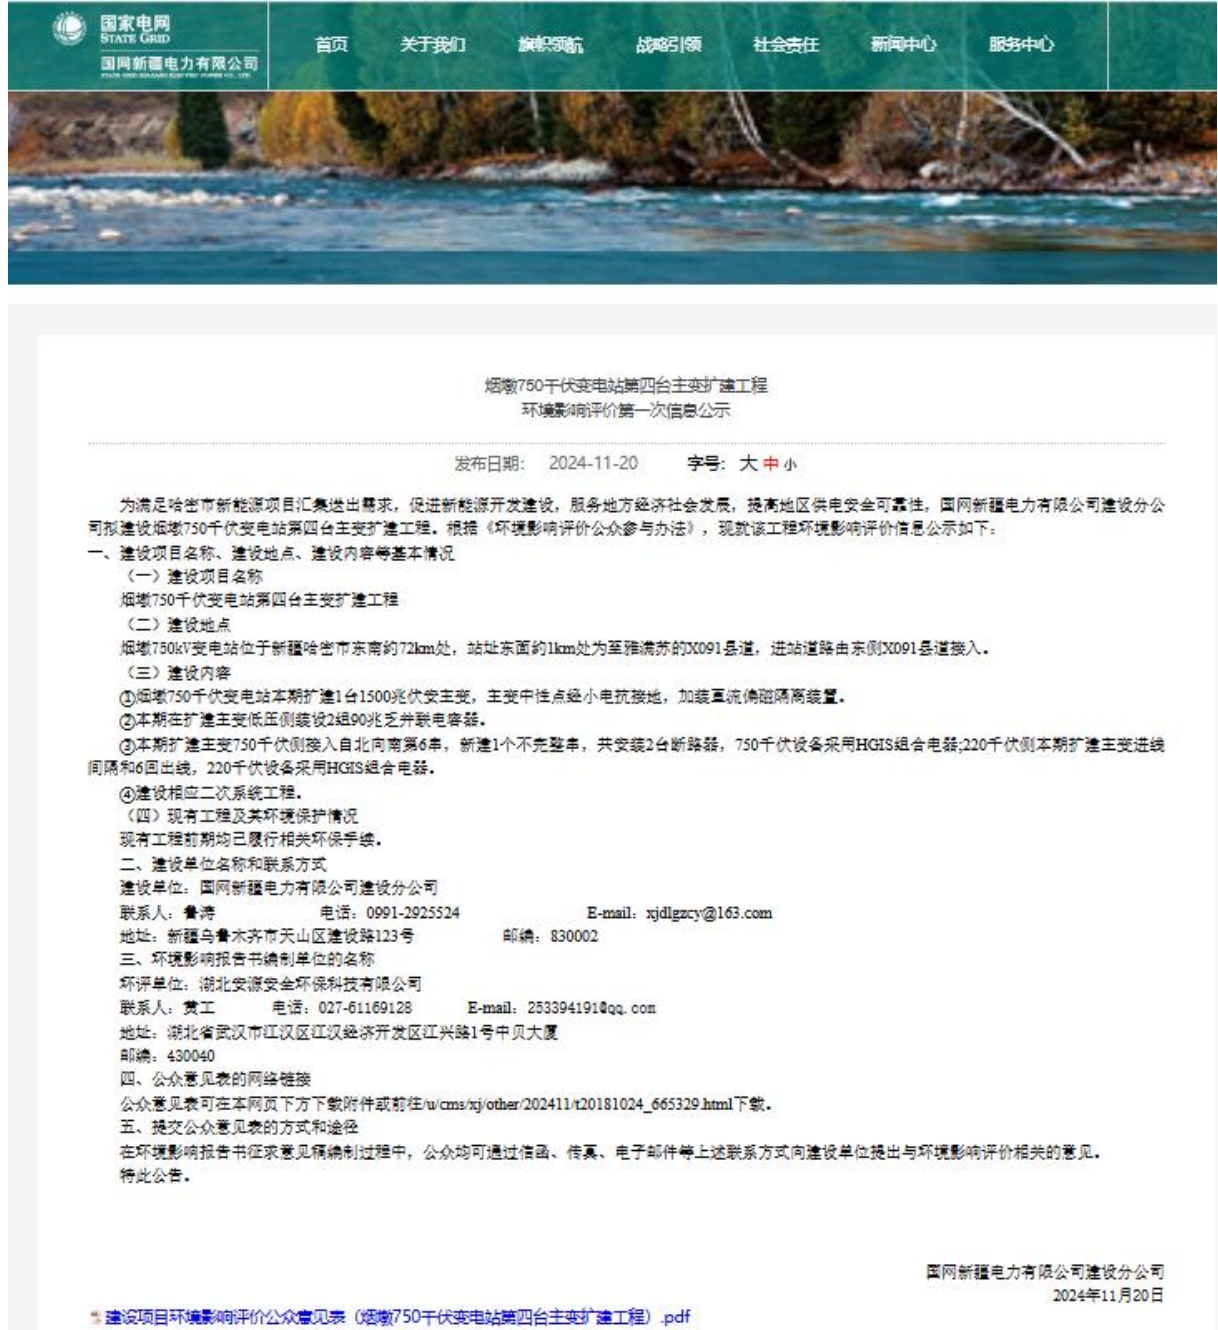 国家电网
STATE GRID
国网新疆电力有限公司
STATE GRID XINJIANG ELECTRIC POWER CO., LTD.
首页 关于我们 旗帜领航 战略引领 社会责任 新闻中心 服务中心
烟墩750千伏变电站第四台主变扩建工程
环境影响评价第一次信息公示
发布日期： 2024-11-20 字号：大 中 小
为满足哈密市新能源项目汇集送出需求，促进新能源开发建设，服务地方经济社会发展，提高地区供电安全可靠性，国网新疆电力有限公司建设分公
司拟建设烟墩750千伏变电站第四台主变扩建工程。根据《环境影响评价公众参与办法》，现就该工程环境影响评价信息公示如下：
一、建设项目名称、建设地点、建设内容等基本情况
（一）建设项目名称
烟墩750千伏变电站第四台主变扩建工程
（二）建设地点
烟墩750kV变电站位于新疆哈密市东南约72km处，站址东面约1km处为至雅满苏的X091县道，进站道路由东侧X091县道接入。
（三）建设内容
①烟墩750千伏变电站本期扩建1台1500兆伏安主变，主变中性点经小电抗接地，加装直流偏磁隔离装置。
②本期在扩建主变低压侧装设2组90兆乏并联电容器。
③本期扩建主变750千伏侧接入自北向南第6串，新建1个不完整串，共安装2台断路器，750千伏设备采用HGIS组合电器;220千伏侧本期扩建主变进线
间隔和6回出线，220千伏设备采用HGIS组合电器。
④建设相应二次系统工程。
（四）现有工程及其环境保护情况
现有工程前期均已履行相关环保手续。
二、建设单位名称和联系方式
建设单位：国网新疆电力有限公司建设分公司
联系人：鲁涛 电话：0991-2925524 E-mail：xjdlgzcy@163.com
地址：新疆乌鲁木齐市天山区建设路123号 邮编：830002
三、环境影响报告书编制单位的名称
环评单位：湖北安源安全环保科技有限公司
联系人：黄工 电话：027-61169128 E-mail：253394191@qq.com
地址：湖北省武汉市江汉区江汉经济开发区江兴路1号中贝大厦
邮编：430040
四、公众意见表的网络链接
公众意见表可在本网页下方下载附件或前往/u/cms/xj/other/202411/t20181024_665329.html下载。
五、提交公众意见表的方式和途径
在环境影响报告书征求意见稿编制过程中，公众均可通过信函、传真、电子邮件等上述联系方式向建设单位提出与环境影响评价相关的意见。
特此公告。
国网新疆电力有限公司建设分公司
2024年11月20日
建设项目环境影响评价公众意见表（烟墩750千伏变电站第四台主变扩建工程）.pdf